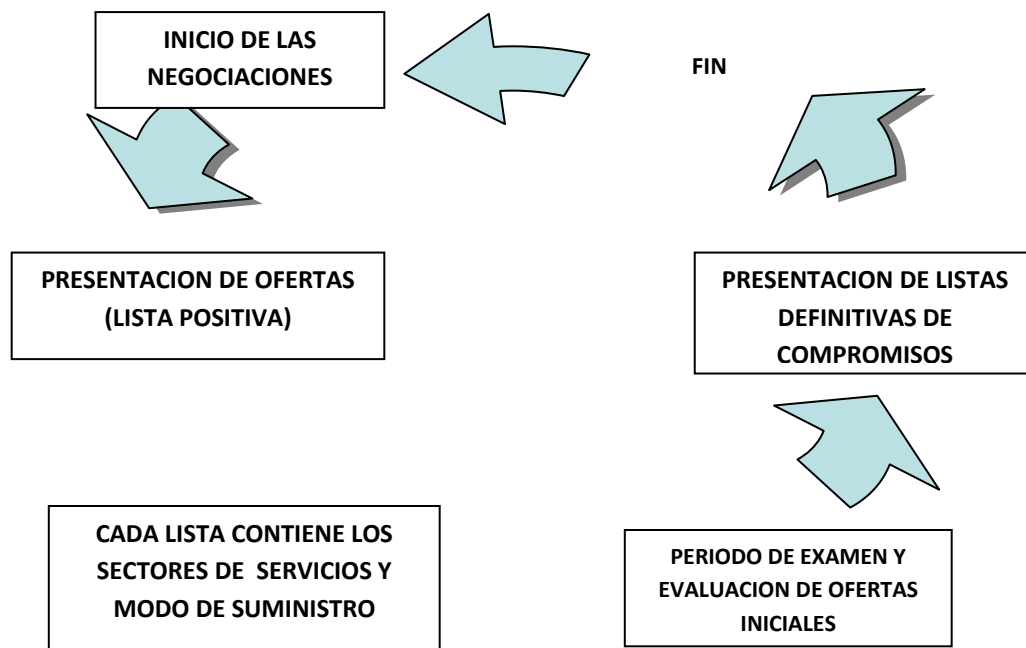 INICIO DE LAS
NEGOCIACIONES
FIN
PRESENTACION DE OFERTAS
(LISTA POSITIVA)
PRESENTACION DE LISTAS
DEFINITIVAS DE
COMPROMISOS
CADA LISTA CONTIENE LOS
SECTORES DE SERVICIOS Y
MODO DE SUMINISTRO
PERIODO DE EXAMEN Y
EVALUACION DE OFERTAS
INICIALES